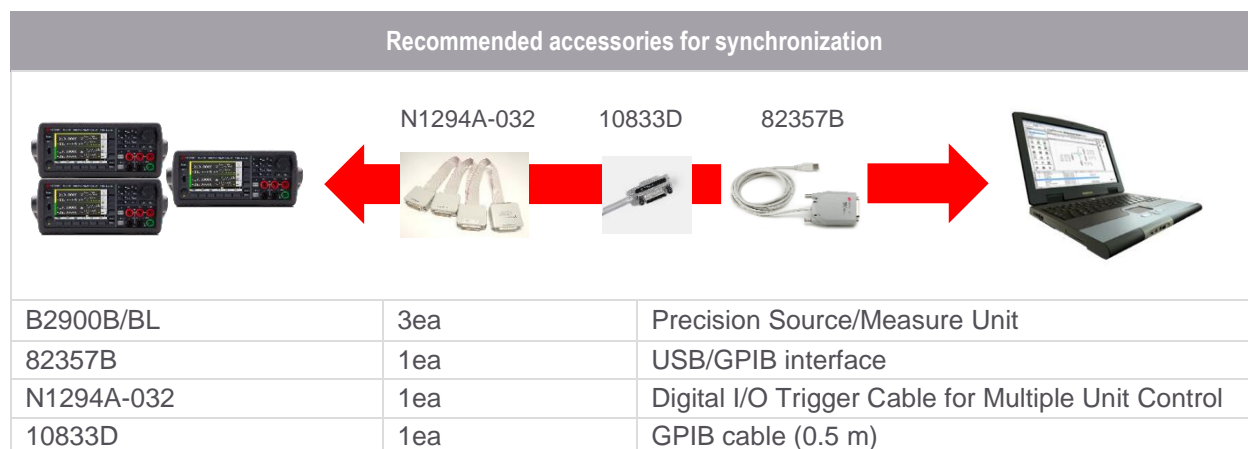 Recommended accessories for synchronization
N1294A-032 10833D 82357B
B2900B/BL 3ea Precision Source/Measure Unit
82357B 1ea USB/GPIB interface
N1294A-032 1ea Digital I/O Trigger Cable for Multiple Unit Control
10833D 1ea GPIB cable (0.5 m)